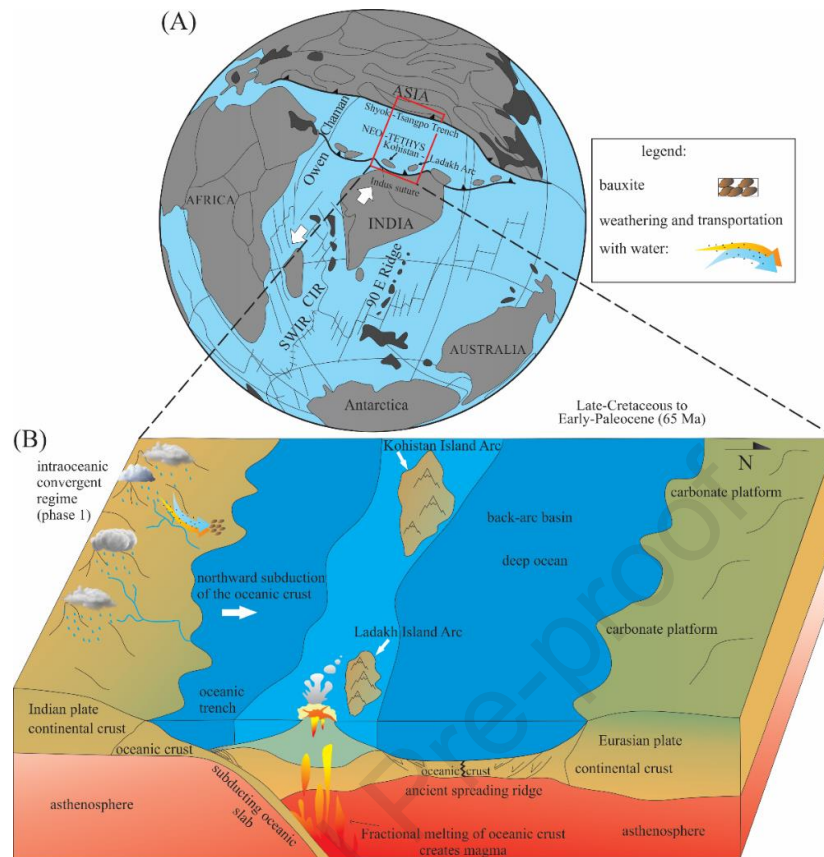 (A)
ASIA
Shyok-Tsangpo Trench
NEO-TETHYS
Kohistan - Ladakh Arc
Indus suture
Chaman
Owen
AFRICA
INDIA
CIR
SWIR
90 E Ridge
AUSTRALIA
Antarctica
legend:
bauxite
weathering and transportation
with water:
Late-Cretaceous to
Early-Paleocene (65 Ma)
(B)
intraoceanic
convergent
regime
(phase 1)
Kohistan Island Arc
N
carbonate platform
back-arc basin
deep ocean
northward subduction
of the oceanic crust
carbonate platform
Ladakh Island Arc
oceanic
trench
Indian plate
continental crust
oceanic crust
Eurasian plate
continental crust
oceanic crust
ancient spreading ridge
subducting oceanic
slab
asthenosphere
Fractional melting of oceanic crust
creates magma
asthenosphere
Pre-proof